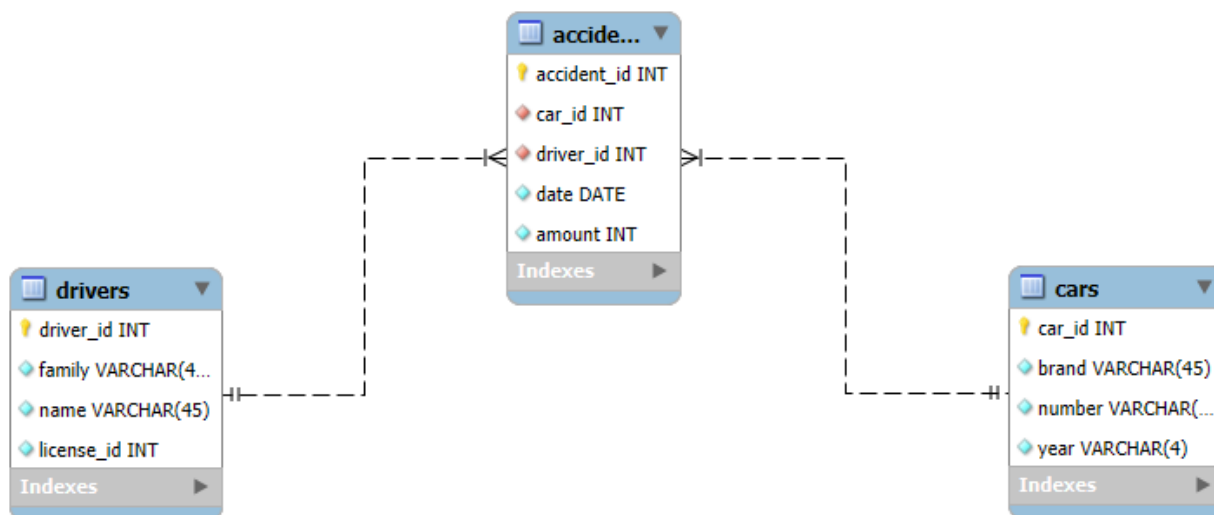 accide...
accident_id INT
car_id INT
driver_id INT
date DATE
amount INT
Indexes
drivers
driver_id INT
family VARCHAR(4...
name VARCHAR(45)
license_id INT
Indexes
cars
car_id INT
brand VARCHAR(45)
number VARCHAR(...
year VARCHAR(4)
Indexes